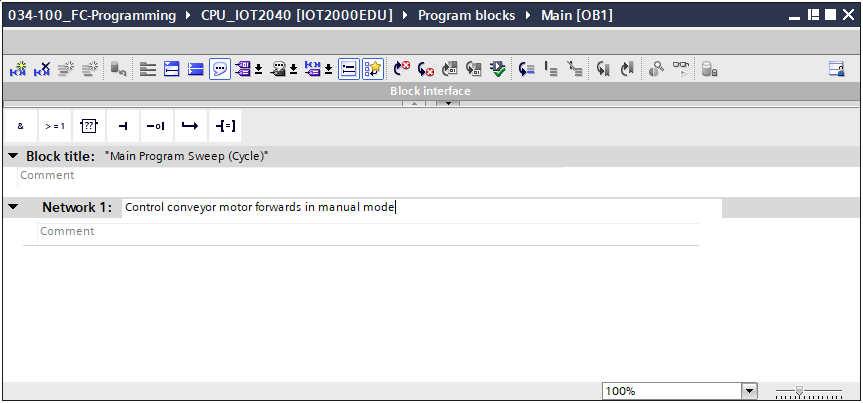 034-100_FC-Programming ▸ CPU_IOT2040 [IOT2000EDU] ▸ Program blocks ▸ Main [OB1]
Block interface
& >=1 ??
Block title: "Main Program Sweep (Cycle)"
Comment
Network 1: Control conveyor motor forwards in manual mode
Comment
100%